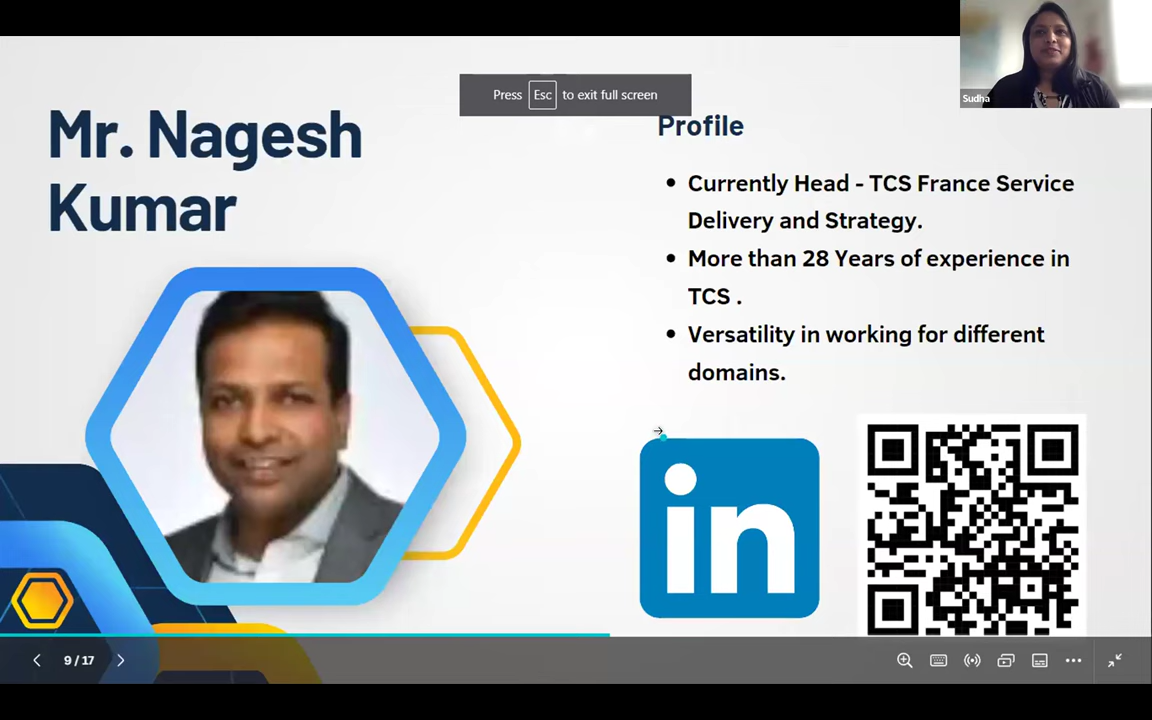 Sudha
Press Esc to exit full screen
Mr. Nagesh
Kumar
Profile
• Currently Head - TCS France Service
Delivery and Strategy.
• More than 28 Years of experience in
TCS .
• Versatility in working for different
domains.
in
9 / 17